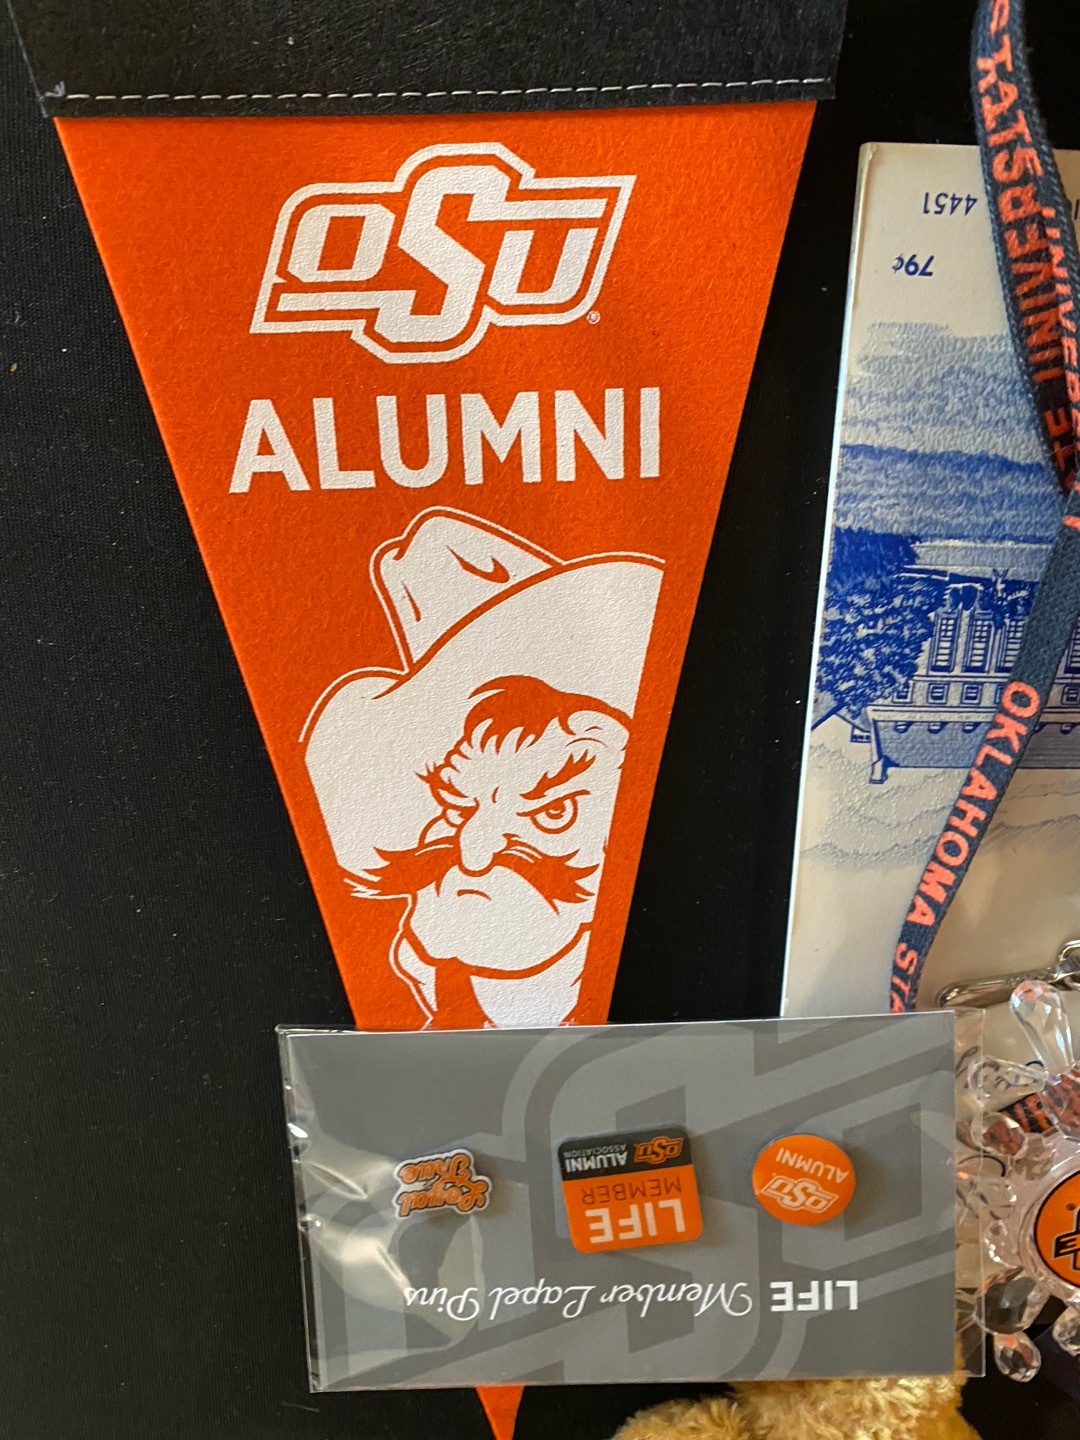 OSU
®
ALUMNI
4451
79¢
STATE UNIVERSITY
OKLAHOMA STA
LIFE Member Lapel Pins
OSU
ALUMNI
LIFE
MEMBER
OSU ALUMNI
ASSOCIATION
Loyal
& True